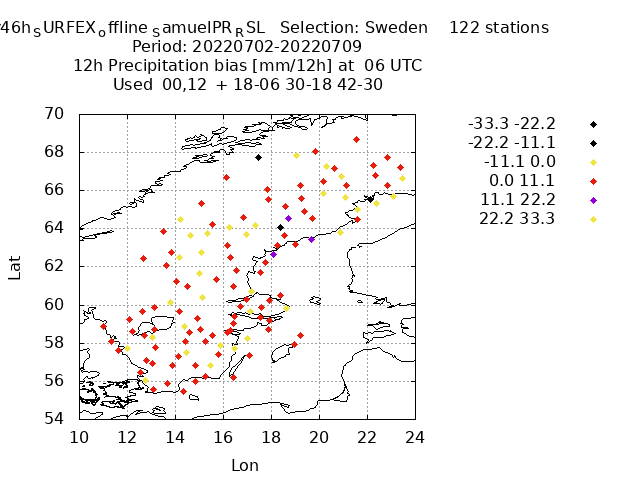 46h_SURFEX_offline_SamuelPR_RSL Selection: Sweden 122 stations
Period: 20220702-20220709
12h Precipitation bias [mm/12h] at 06 UTC
Used 00,12 + 18-06 30-18 42-30
70
68
66
64
62
60
58
56
54
10 12 14 16 18 20 22 24
Lat
Lon
-33.3 -22.2
-22.2 -11.1
-11.1 0.0
0.0 11.1
11.1 22.2
22.2 33.3